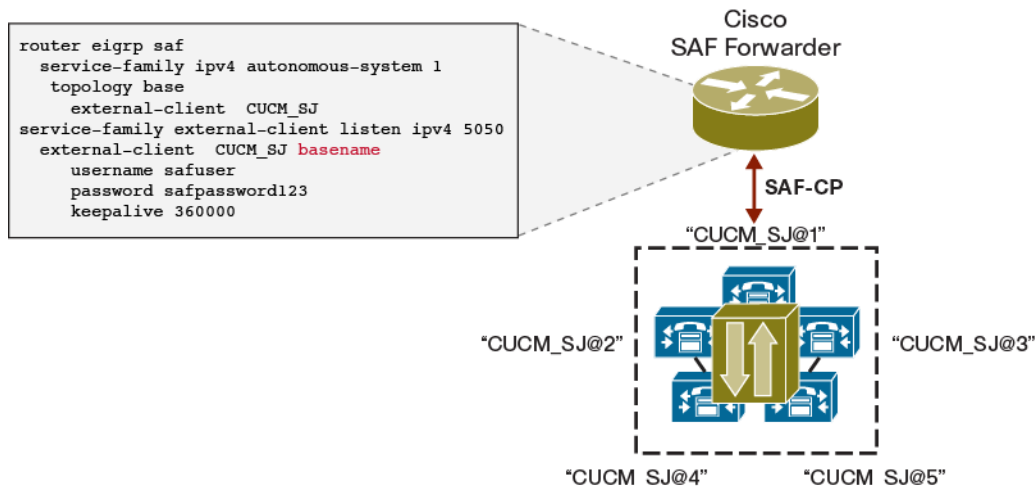 Cisco
SAF Forwarder
router eigrp saf
service-family ipv4 autonomous-system 1
topology base
external-client CUCM_SJ
service-family external-client listen ipv4 5050
external-client CUCM_SJ basename
username safuser
password safpassword123
keepalive 360000
SAF-CP
“CUCM_SJ@1”
“CUCM_SJ@2”
“CUCM_SJ@3”
“CUCM_SJ@4”
“CUCM_SJ@5”